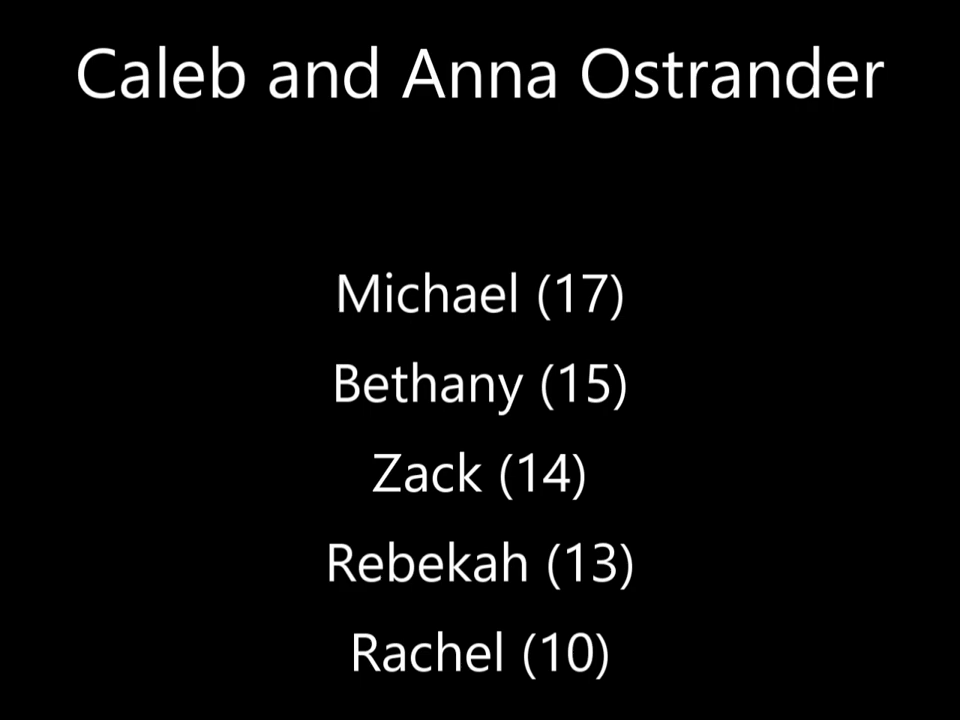 Caleb and Anna Ostrander
Michael (17)
Bethany (15)
Zack (14)
Rebekah (13)
Rachel (10)